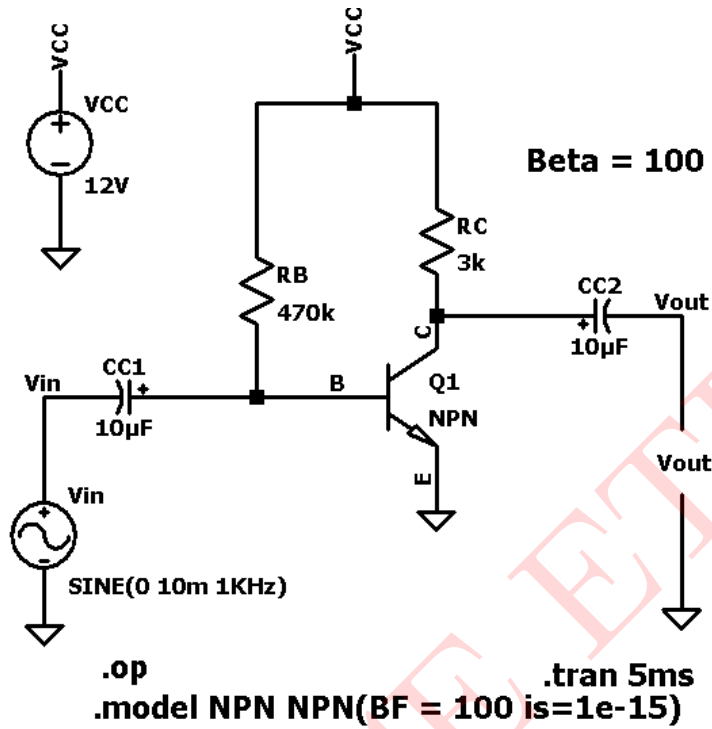 VCC
VCC
VCC
12V
Beta = 100
RC
3k
RB
470k
CC2
10µF
Vout
C
CC1
10µF
Vin
B
Q1
NPN
E
Vout
Vin
SINE(0 10m 1KHz)
.op
.tran 5ms
.model NPN NPN(BF = 100 is=1e-15)